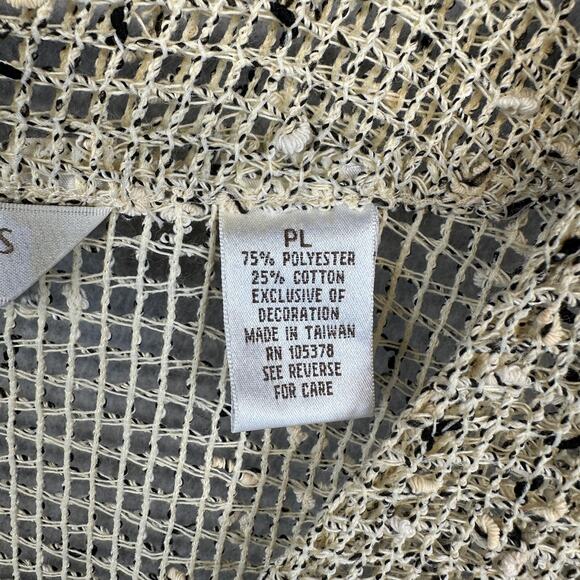 PL
75% POLYESTER
25% COTTON
EXCLUSIVE OF
DECORATION
MADE IN TAIWAN
RN 105378
SEE REVERSE
FOR CARE